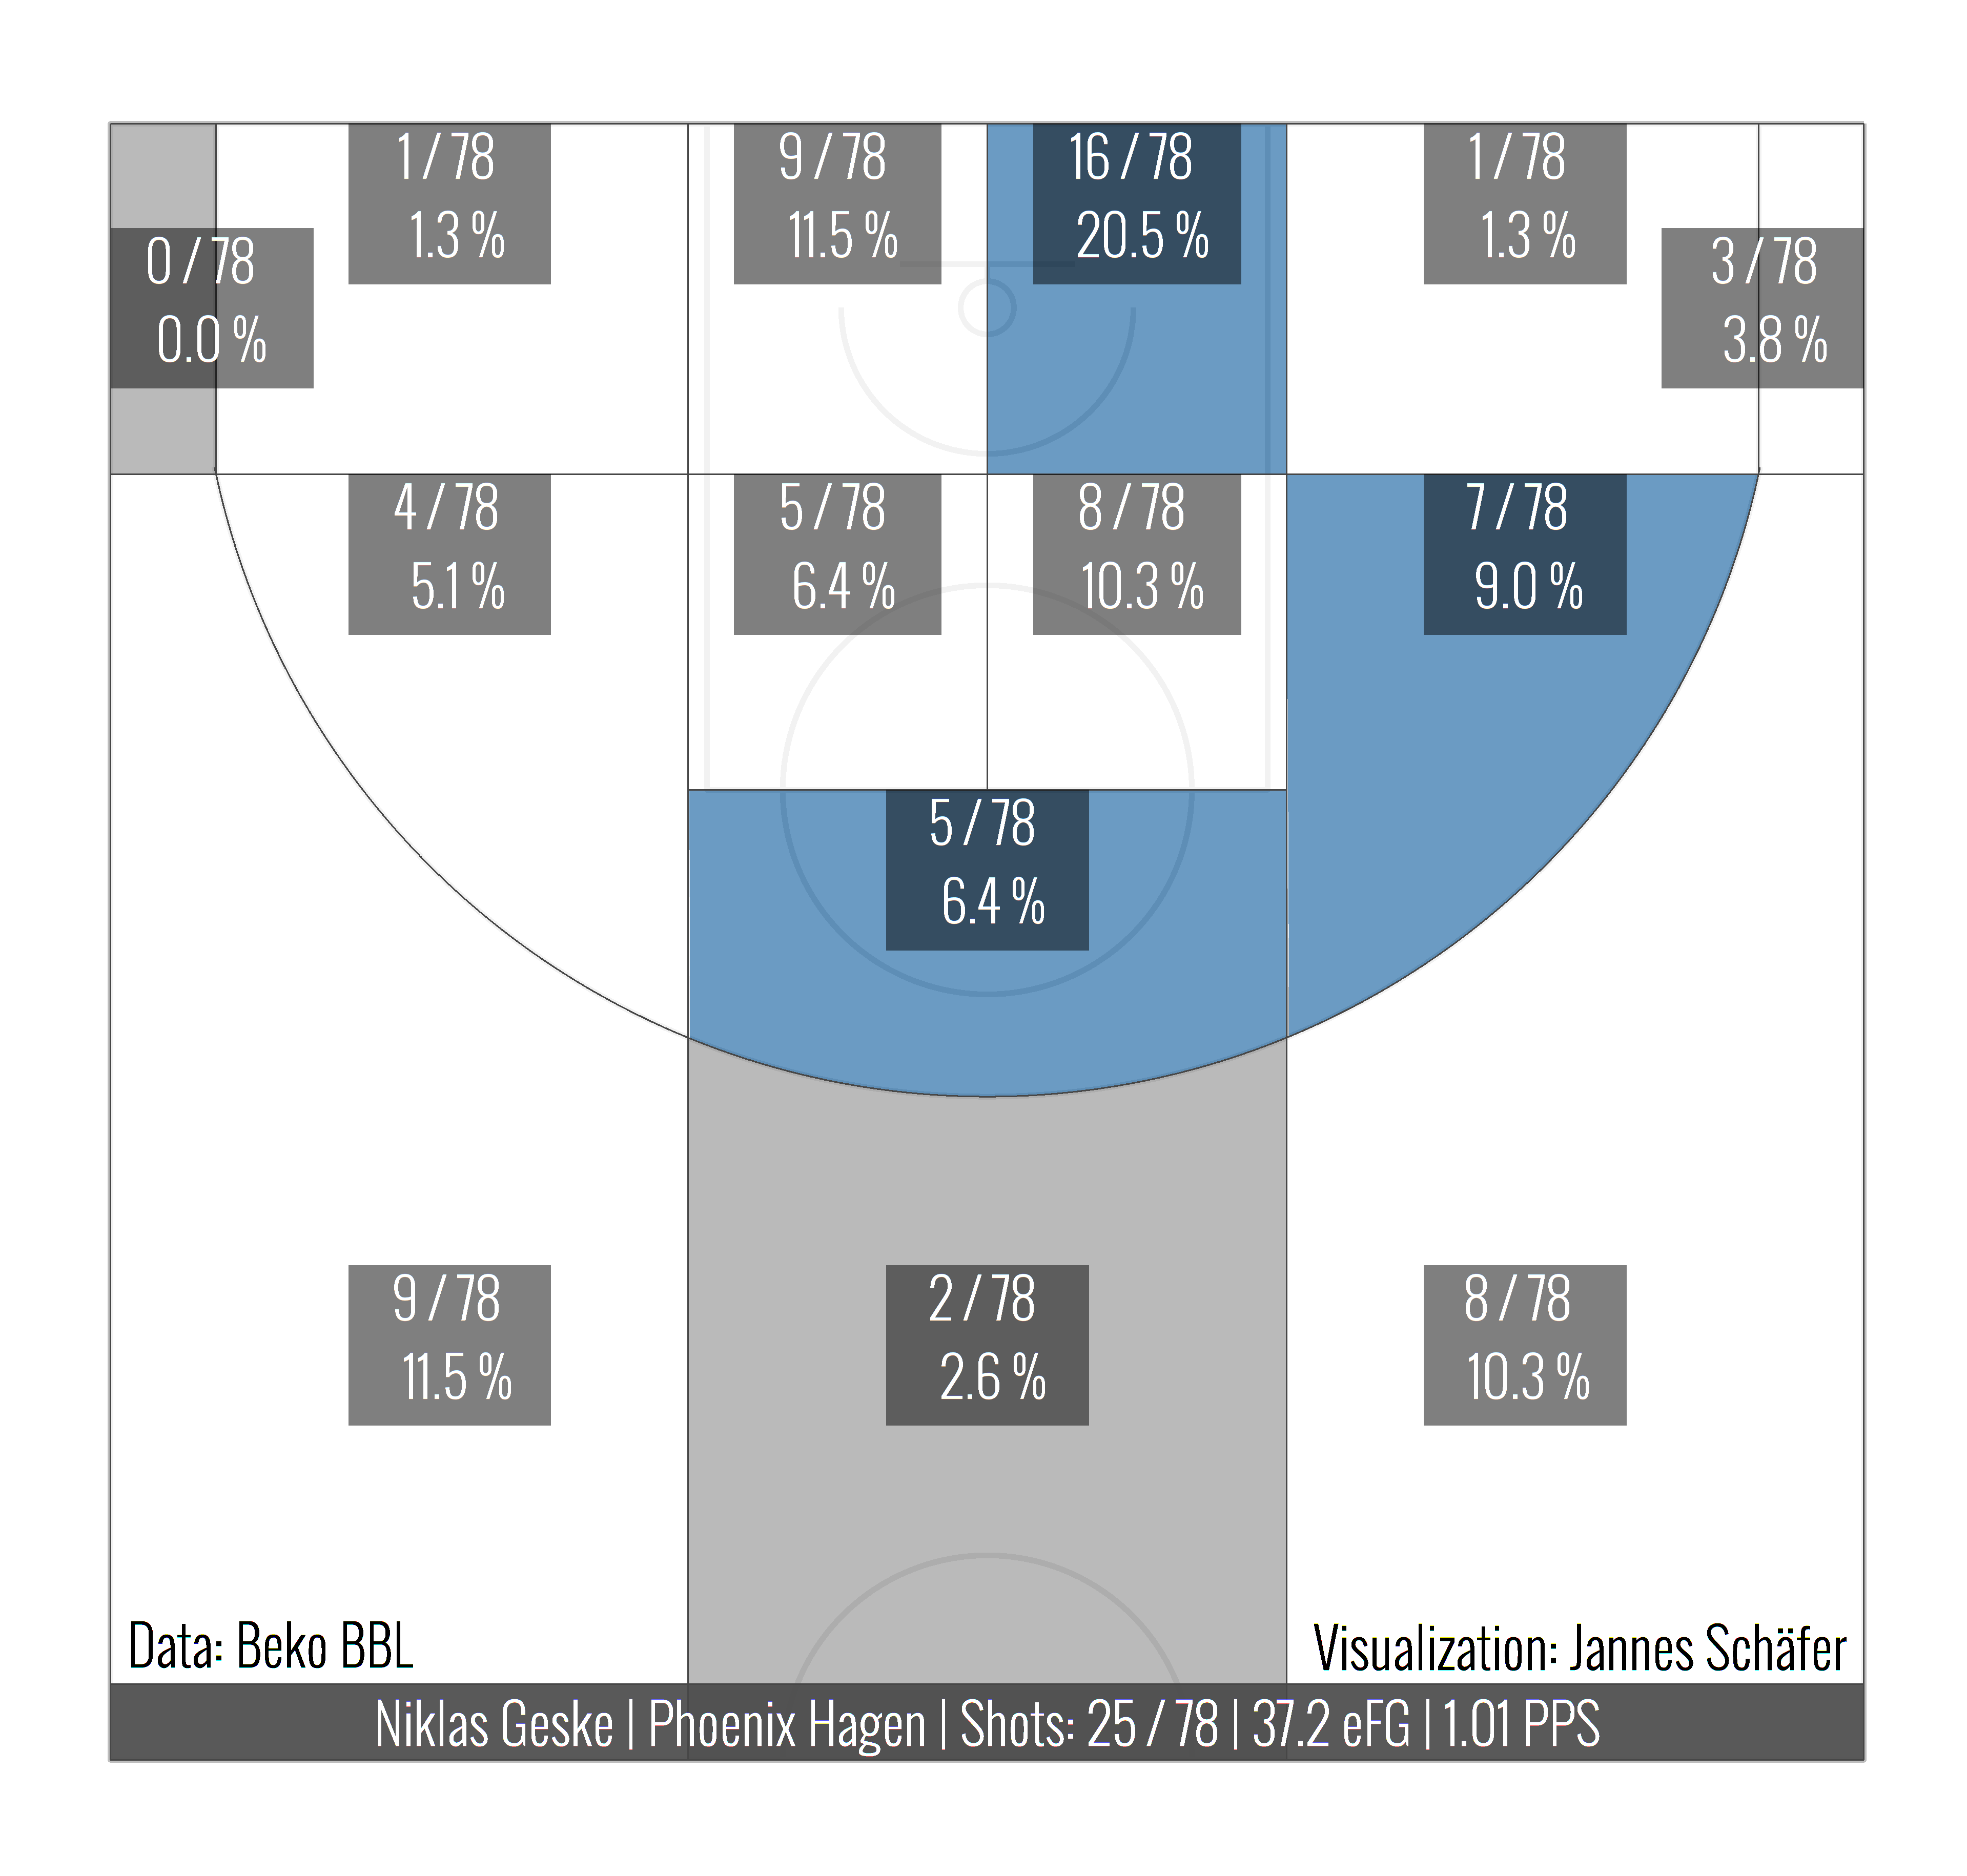 1 / 78
1.3 %
9 / 78
11.5 %
16 / 78
20.5 %
1 / 78
1.3 %
0 / 78
0.0 %
3 / 78
3.8 %
4 / 78
5.1 %
5 / 78
6.4 %
8 / 78
10.3 %
7 / 78
9.0 %
5 / 78
6.4 %
9 / 78
11.5 %
2 / 78
2.6 %
8 / 78
10.3 %
Data: Beko BBL
Visualization: Jannes Schäfer
Niklas Geske | Phoenix Hagen | Shots: 25 / 78 | 37.2 eFG | 1.01 PPS